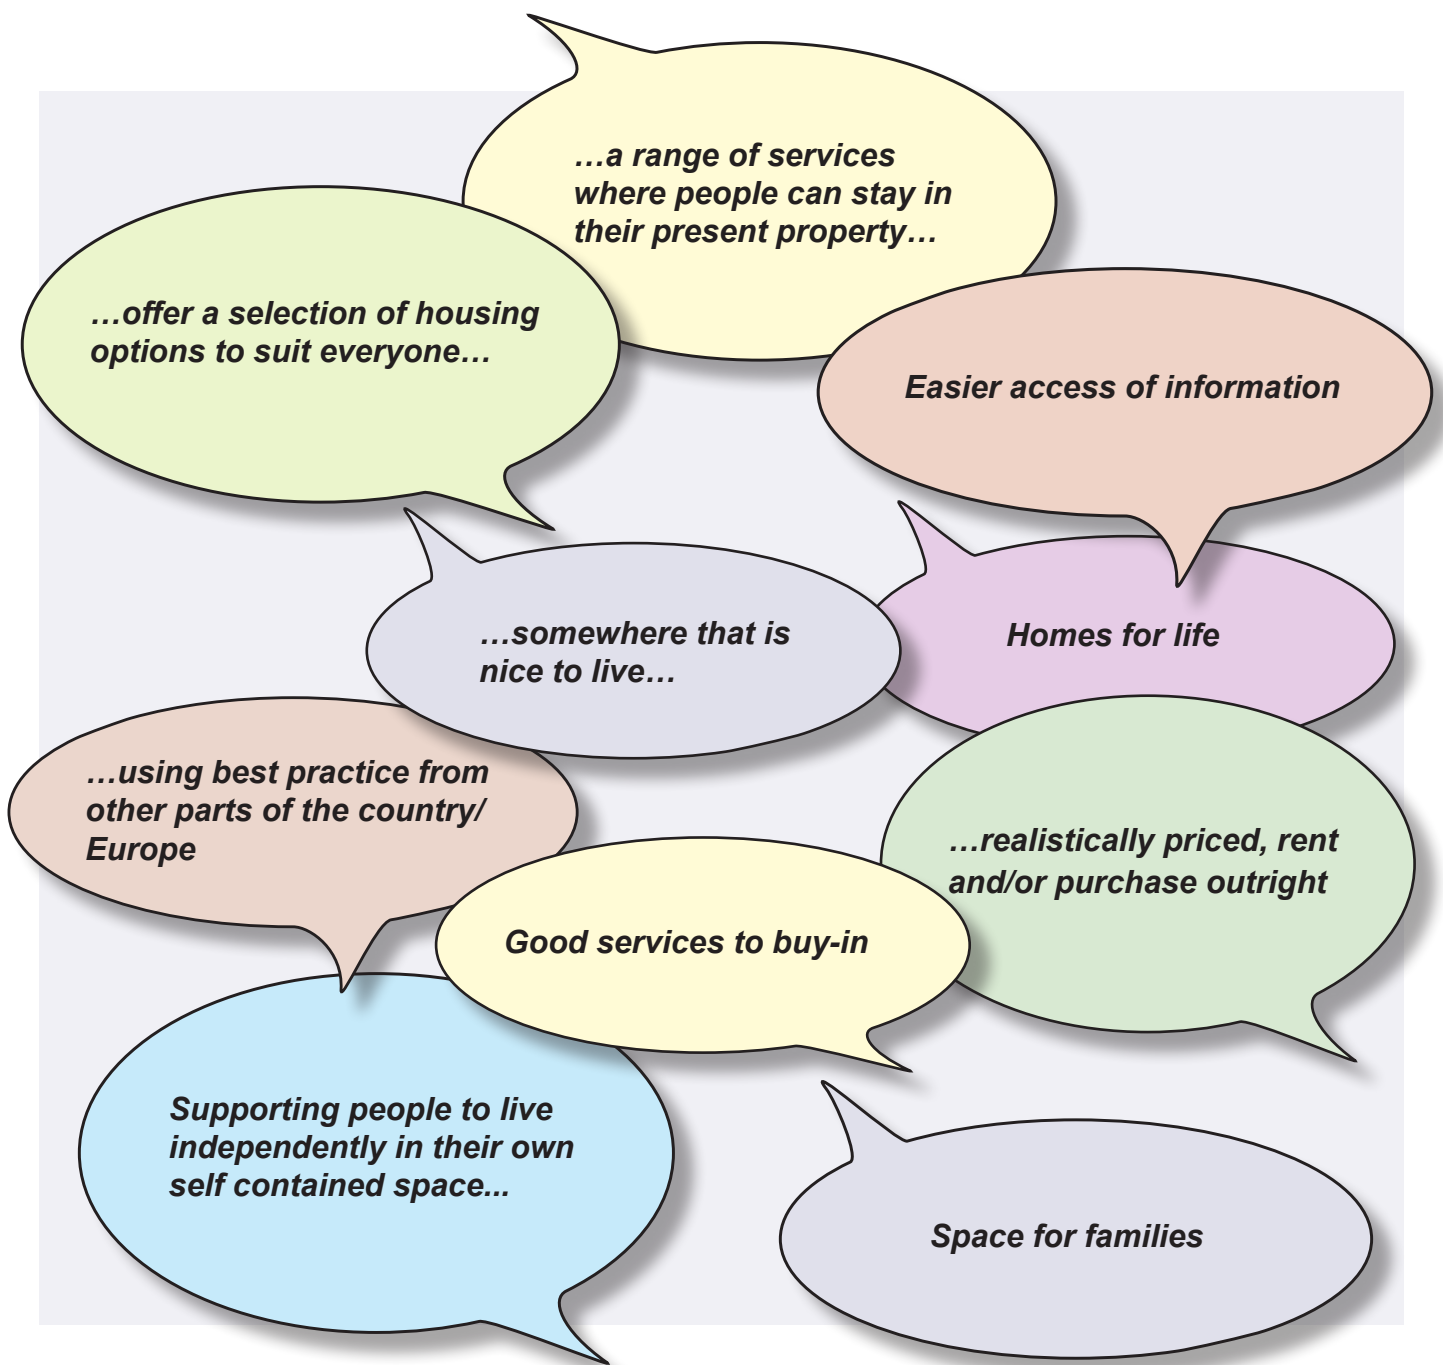 …a range of services
where people can stay in
their present property…
…offer a selection of housing
options to suit everyone…
Easier access of information
…somewhere that is
nice to live…
Homes for life
…using best practice from
other parts of the country/
Europe
…realistically priced, rent
and/or purchase outright
Good services to buy-in
Supporting people to live
independently in their own
self contained space...
Space for families